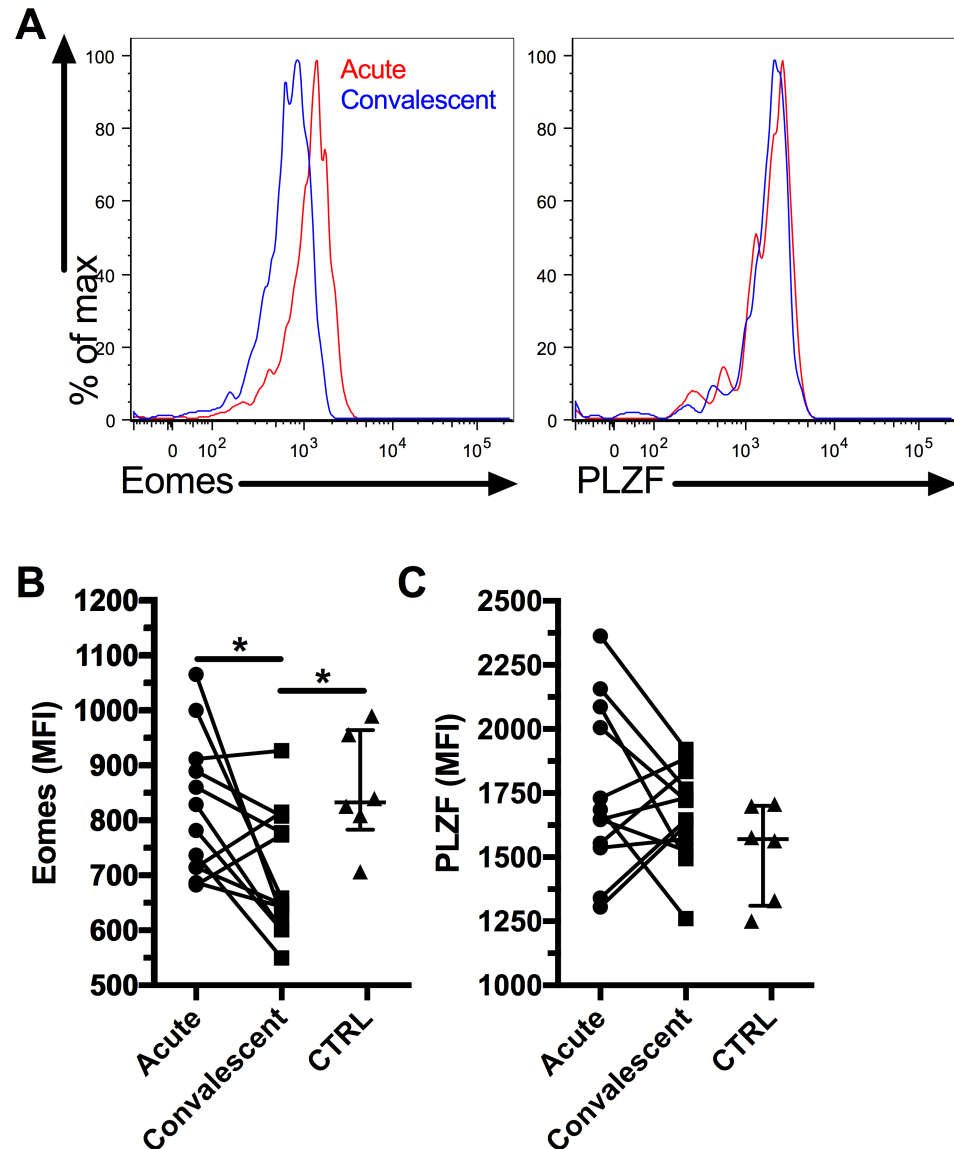 A
% of max
100
80
60
40
20
0
Acute
Convalescent
0 10² 10³ 10⁴ 10⁵
Eomes
100
80
60
40
20
0
0 10² 10³ 10⁴ 10⁵
PLZF
B
Eomes (MFI)
1200
1100
1000
900
800
700
600
500
*
*
Acute
Convalescent
CTRL
C
PLZF (MFI)
2500
2250
2000
1750
1500
1250
1000
Acute
Convalescent
CTRL